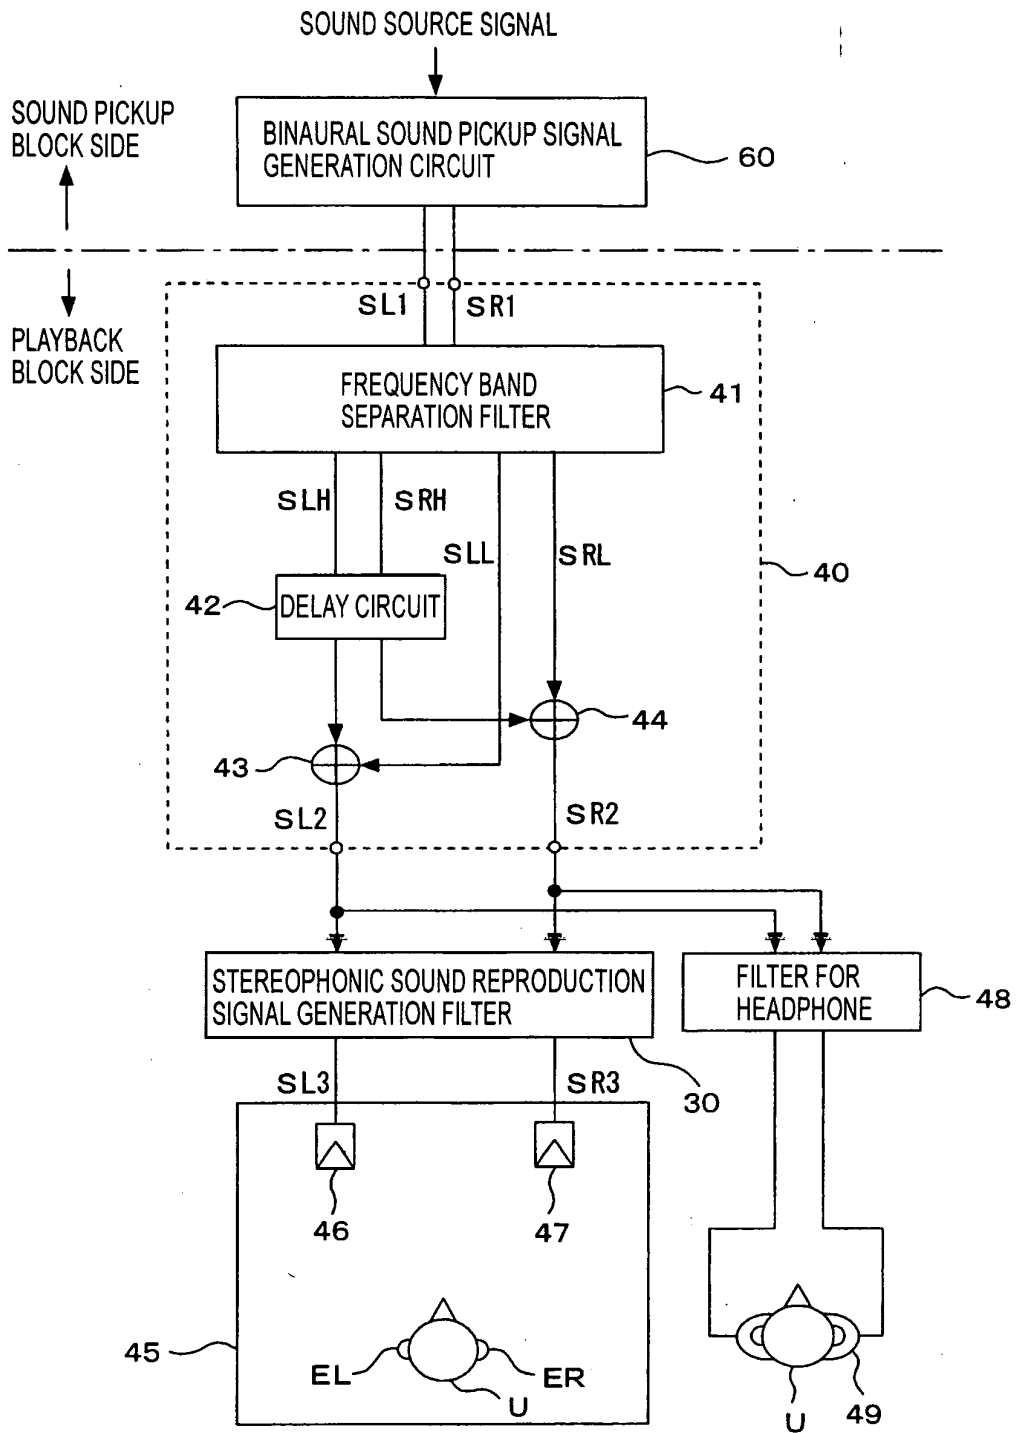 SOUND SOURCE SIGNAL
SOUND PICKUP
BLOCK SIDE
BINAURAL SOUND PICKUP SIGNAL
GENERATION CIRCUIT
60
PLAYBACK
BLOCK SIDE
SL1
SR1
FREQUENCY BAND
SEPARATION FILTER
41
SLH
SRH
SLL
SRL
40
42
DELAY CIRCUIT
44
43
SL2
SR2
STEREOPHONIC SOUND REPRODUCTION
SIGNAL GENERATION FILTER
FILTER FOR
HEADPHONE
48
SL3
SR3
30
46
47
45
EL
ER
U
49
U